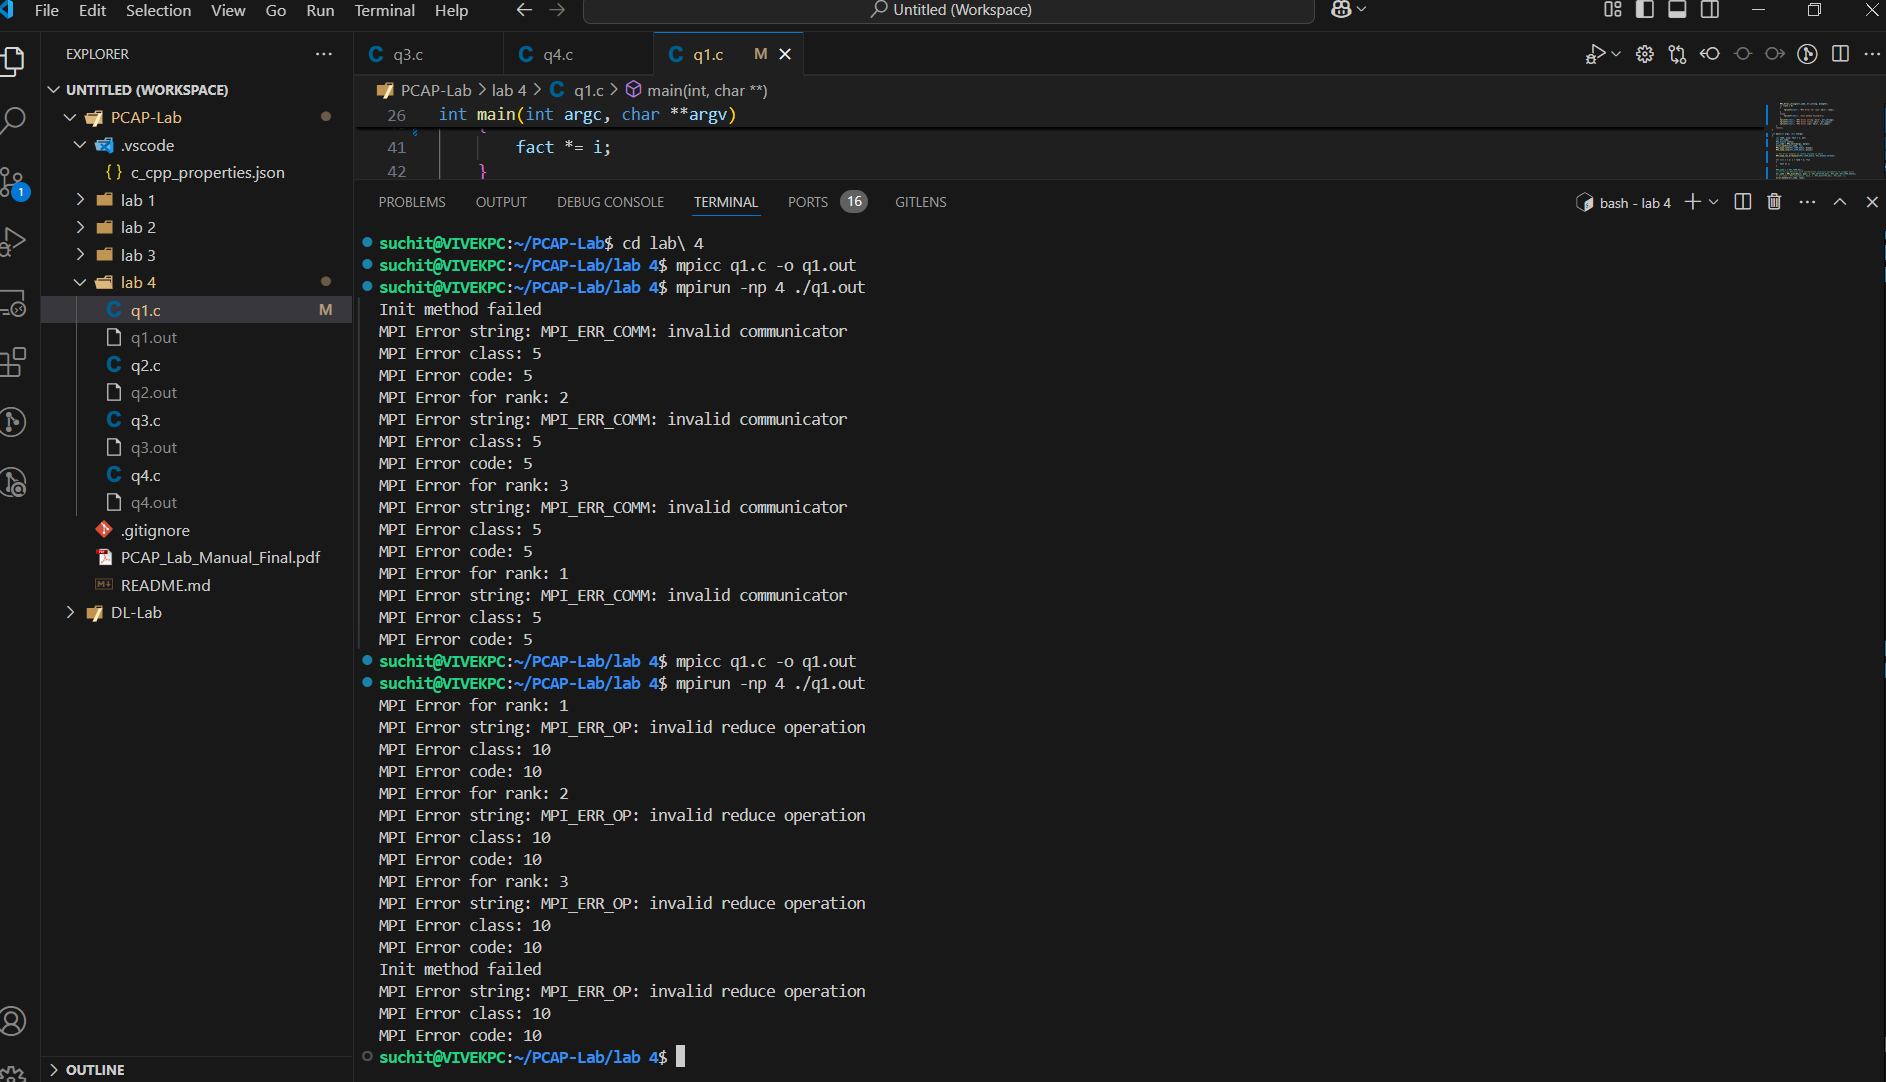 File Edit Selection View Go Run Terminal Help
Untitled (Workspace)
EXPLORER
UNTITLED (WORKSPACE)
PCAP-Lab
.vscode
{} c_cpp_properties.json
lab 1
lab 2
lab 3
lab 4
C q1.c M
q1.out
C q2.c
q2.out
C q3.c
q3.out
C q4.c
q4.out
.gitignore
PCAP_Lab_Manual_Final.pdf
README.md
DL-Lab
OUTLINE
1
C q3.c
C q4.c
C q1.c M
PCAP-Lab > lab 4 > C q1.c > main(int, char **)
26 int main(int argc, char **argv)
41 fact *= i;
42 }
PROBLEMS OUTPUT DEBUG CONSOLE TERMINAL PORTS 16 GITLENS
bash - lab 4
suchit@VIVEKPC:~/PCAP-Lab$ cd lab\ 4
suchit@VIVEKPC:~/PCAP-Lab/lab 4$ mpicc q1.c -o q1.out
suchit@VIVEKPC:~/PCAP-Lab/lab 4$ mpirun -np 4 ./q1.out
Init method failed
MPI Error string: MPI_ERR_COMM: invalid communicator
MPI Error class: 5
MPI Error code: 5
MPI Error for rank: 2
MPI Error string: MPI_ERR_COMM: invalid communicator
MPI Error class: 5
MPI Error code: 5
MPI Error for rank: 3
MPI Error string: MPI_ERR_COMM: invalid communicator
MPI Error class: 5
MPI Error code: 5
MPI Error for rank: 1
MPI Error string: MPI_ERR_COMM: invalid communicator
MPI Error class: 5
MPI Error code: 5
suchit@VIVEKPC:~/PCAP-Lab/lab 4$ mpicc q1.c -o q1.out
suchit@VIVEKPC:~/PCAP-Lab/lab 4$ mpirun -np 4 ./q1.out
MPI Error for rank: 1
MPI Error string: MPI_ERR_OP: invalid reduce operation
MPI Error class: 10
MPI Error code: 10
MPI Error for rank: 2
MPI Error string: MPI_ERR_OP: invalid reduce operation
MPI Error class: 10
MPI Error code: 10
MPI Error for rank: 3
MPI Error string: MPI_ERR_OP: invalid reduce operation
MPI Error class: 10
MPI Error code: 10
Init method failed
MPI Error string: MPI_ERR_OP: invalid reduce operation
MPI Error class: 10
MPI Error code: 10
suchit@VIVEKPC:~/PCAP-Lab/lab 4$